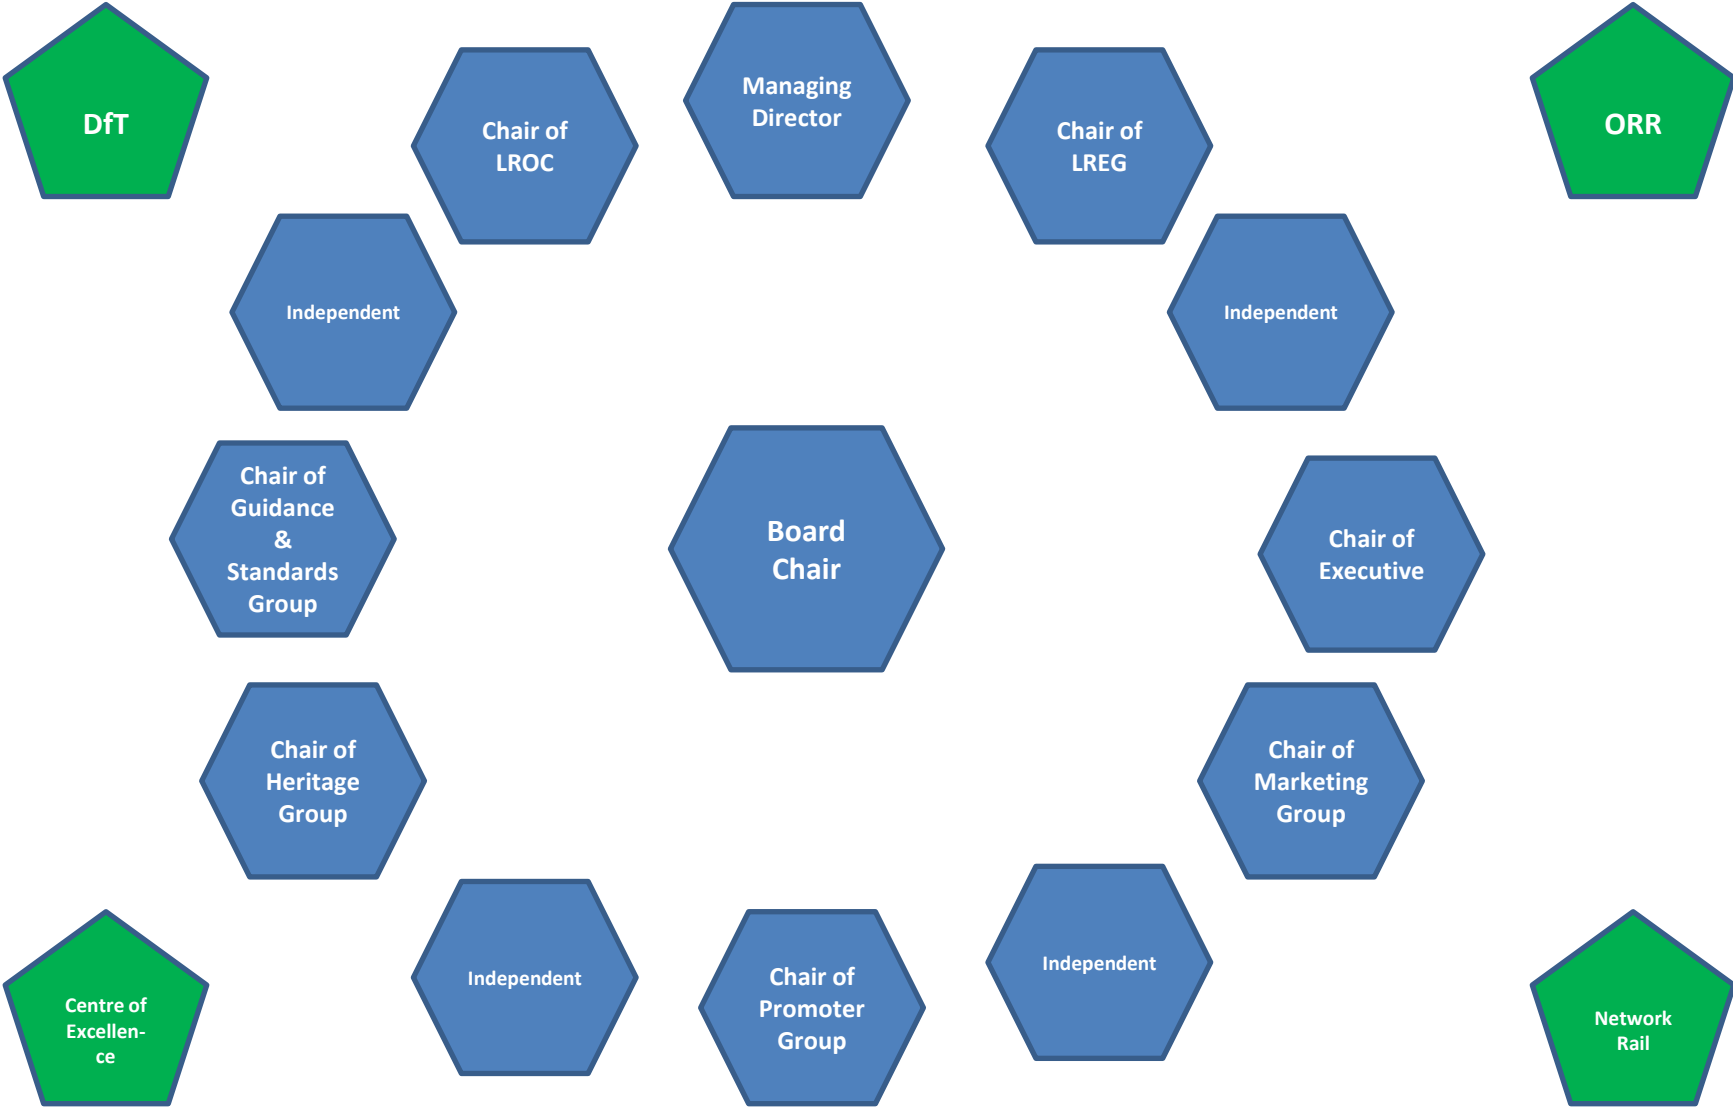 DfT
Chair of
LROC
Managing
Director
Chair of
LREG
ORR
Independent
Independent
Chair of
Guidance
&
Standards
Group
Board
Chair
Chair of
Executive
Chair of
Heritage
Group
Chair of
Marketing
Group
Centre of
Excellen-
ce
Independent
Chair of
Promoter
Group
Independent
Network
Rail